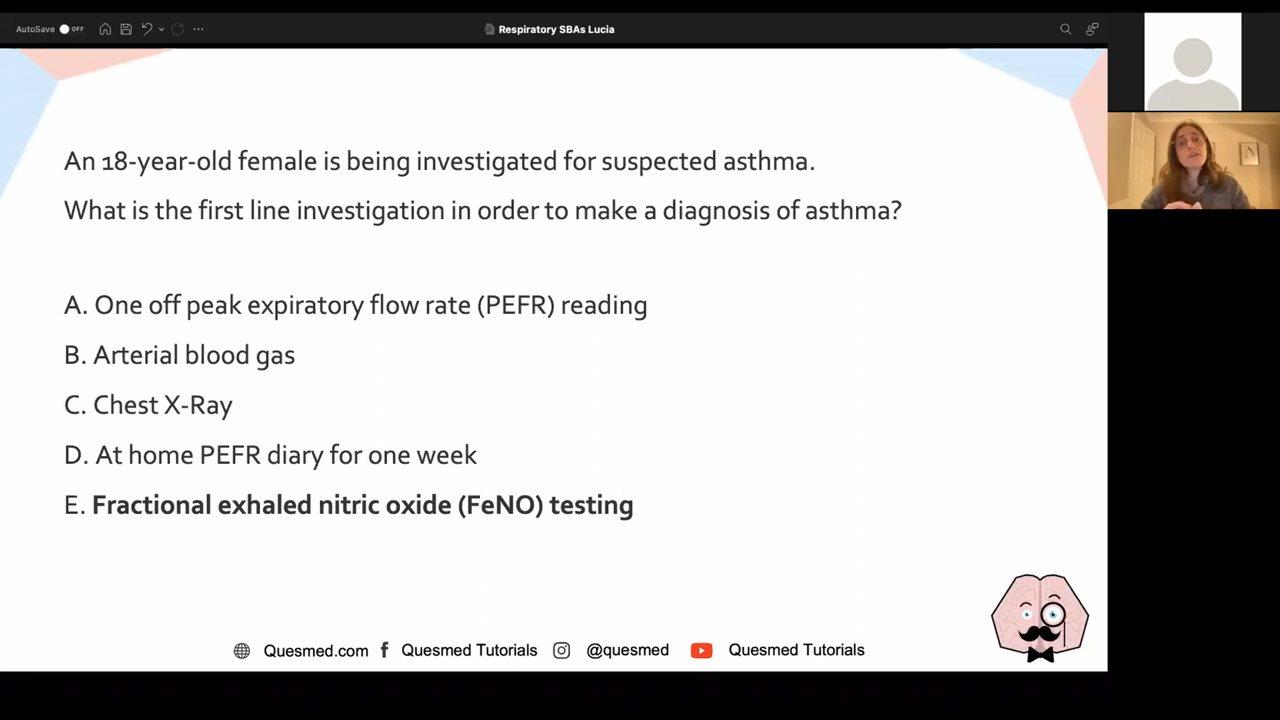 AutoSave OFF
Respiratory SBAs Lucia
An 18-year-old female is being investigated for suspected asthma.
What is the first line investigation in order to make a diagnosis of asthma?
A. One off peak expiratory flow rate (PEFR) reading
B. Arterial blood gas
C. Chest X-Ray
D. At home PEFR diary for one week
E. Fractional exhaled nitric oxide (FeNO) testing
Quesmed.com Quesmed Tutorials @quesmed Quesmed Tutorials